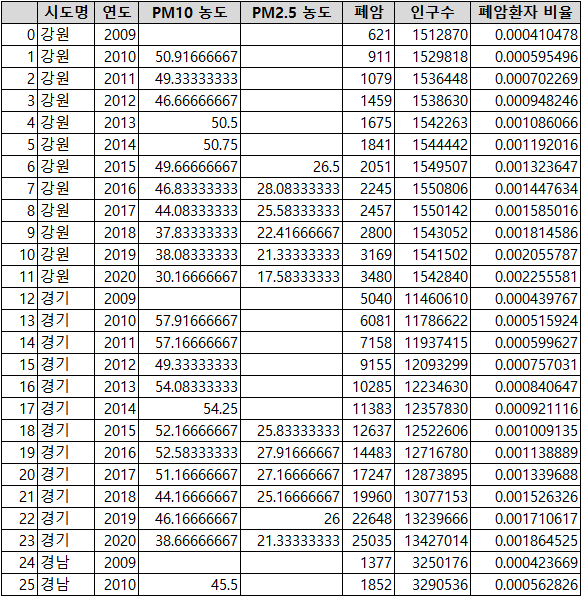 시도명 연도 PM10 농도 PM2.5 농도 폐암 인구수 폐암환자 비율
0 강원 2009 621 1512870 0.000410478
1 강원 2010 50.91666667 911 1529818 0.000595496
2 강원 2011 49.33333333 1079 1536448 0.000702269
3 강원 2012 46.66666667 1459 1538630 0.000948246
4 강원 2013 50.5 1675 1542263 0.001086066
5 강원 2014 50.75 1841 1544442 0.001192016
6 강원 2015 49.66666667 26.5 2051 1549507 0.001323647
7 강원 2016 46.83333333 28.08333333 2245 1550806 0.001447634
8 강원 2017 44.08333333 25.58333333 2457 1550142 0.001585016
9 강원 2018 37.83333333 22.41666667 2800 1543052 0.001814586
10 강원 2019 38.08333333 21.33333333 3169 1541502 0.002055787
11 강원 2020 30.16666667 17.58333333 3480 1542840 0.002255581
12 경기 2009 5040 11460610 0.000439767
13 경기 2010 57.91666667 6081 11786622 0.000515924
14 경기 2011 57.16666667 7158 11937415 0.000599627
15 경기 2012 49.33333333 9155 12093299 0.000757031
16 경기 2013 54.08333333 10285 12234630 0.000840647
17 경기 2014 54.25 11383 12357830 0.000921116
18 경기 2015 52.16666667 25.83333333 12637 12522606 0.001009135
19 경기 2016 52.58333333 27.91666667 14483 12716780 0.001138889
20 경기 2017 51.16666667 27.16666667 17247 12873895 0.001339688
21 경기 2018 44.16666667 25.16666667 19960 13077153 0.001526326
22 경기 2019 46.16666667 26 22648 13239666 0.001710617
23 경기 2020 38.66666667 21.33333333 25035 13427014 0.001864525
24 경남 2009 1377 3250176 0.000423669
25 경남 2010 45.5 1852 3290536 0.000562826